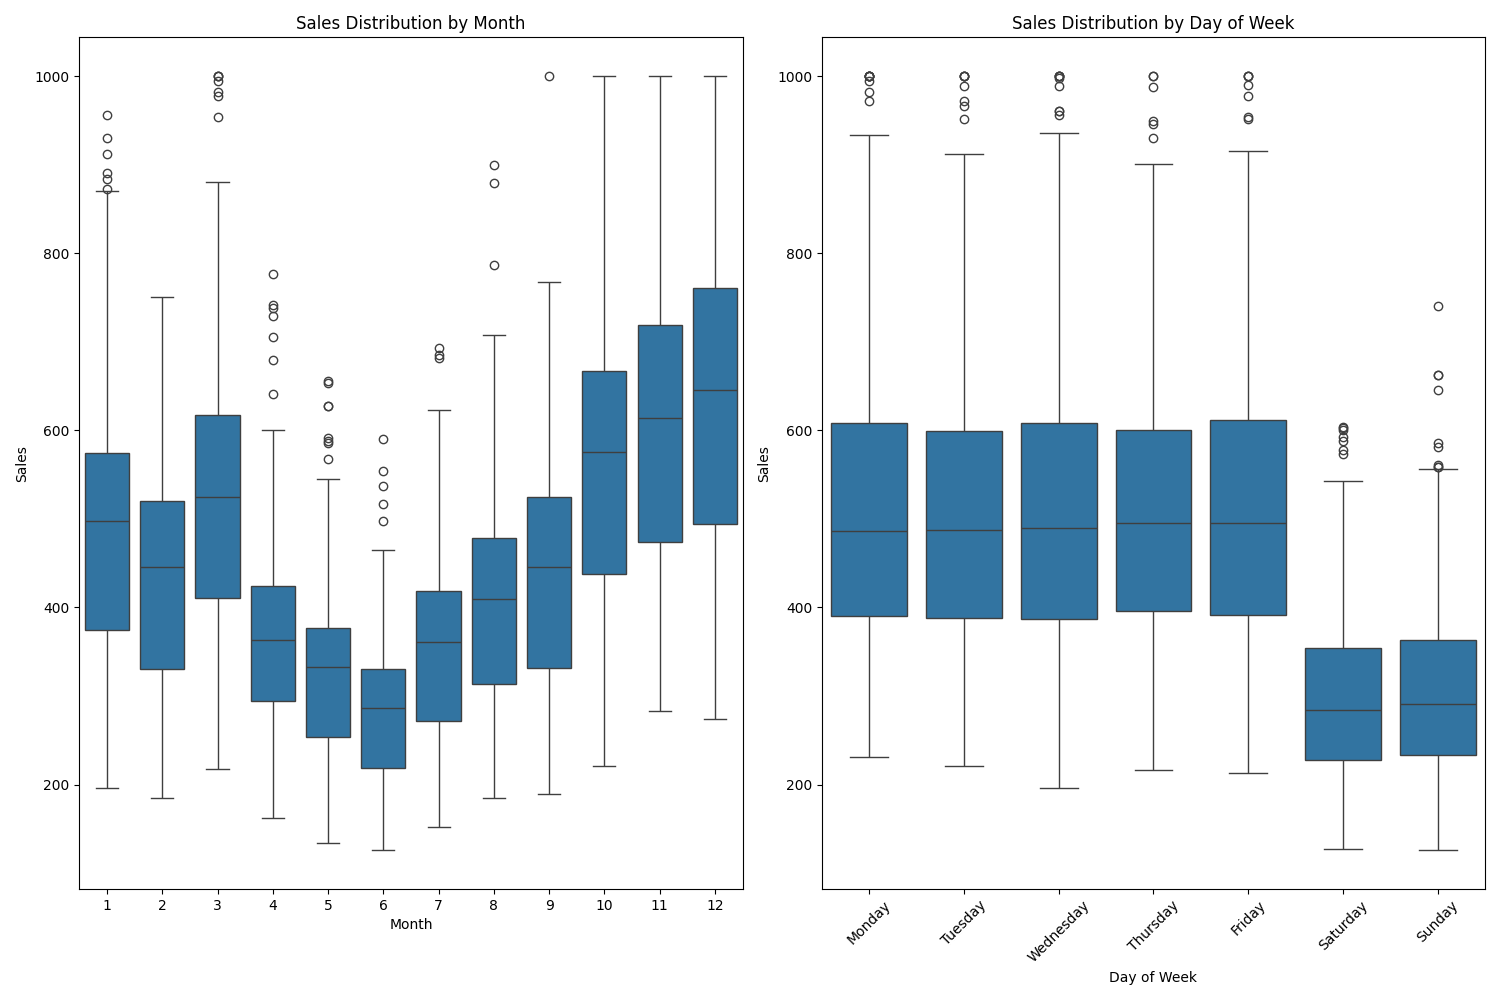 Sales Distribution by Month
1000
800
600
400
200
Sales
1 2 3 4 5 6 7 8 9 10 11 12
Month
Sales Distribution by Day of Week
1000
800
600
400
200
Sales
Monday Tuesday Wednesday Thursday Friday Saturday Sunday
Day of Week